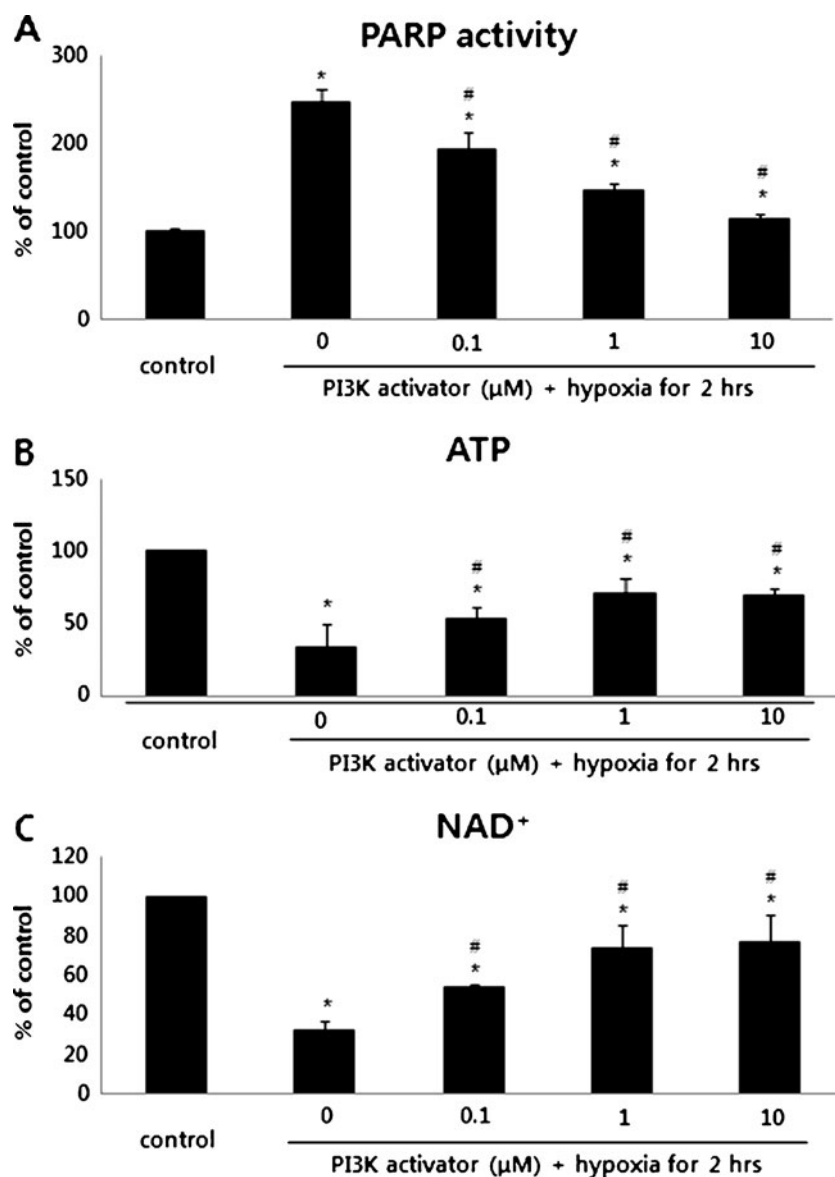 A
PARP activity
300
200
100
0
% of control
*
#
*
#
*
#
*
control
0 0.1 1 10
PI3K activator (μM) + hypoxia for 2 hrs
B
ATP
150
100
50
0
% of control
*
#
*
#
*
#
*
control
0 0.1 1 10
PI3K activator (μM) + hypoxia for 2 hrs
C
NAD⁺
120
100
80
60
40
20
0
% of control
*
#
*
#
*
#
*
control
0 0.1 1 10
PI3K activator (μM) + hypoxia for 2 hrs